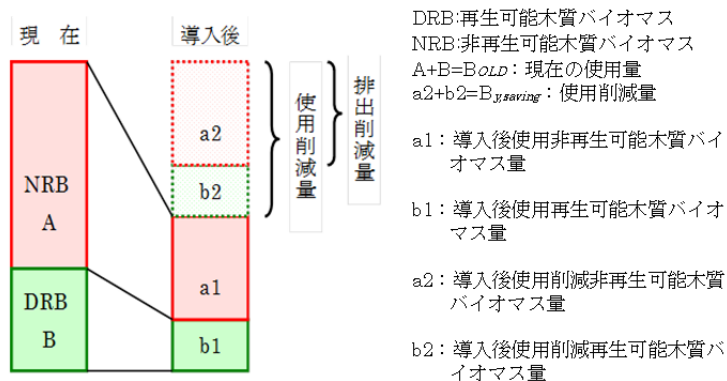 現 在
導入後
NRB
A
DRB
B
a2
b2
a1
b1
使用削減量
排出削減量
DRB:再生可能木質バイオマス
NRB:非再生可能木質バイオマス
A+B=BOLD：現在の使用量
a2+b2=By,saving：使用削減量
a1：導入後使用非再生可能木質バイ
オマス量
b1：導入後使用再生可能木質バイオ
マス量
a2：導入後使用削減非再生可能木質
バイオマス量
b2：導入後使用削減再生可能木質バ
イオマス量